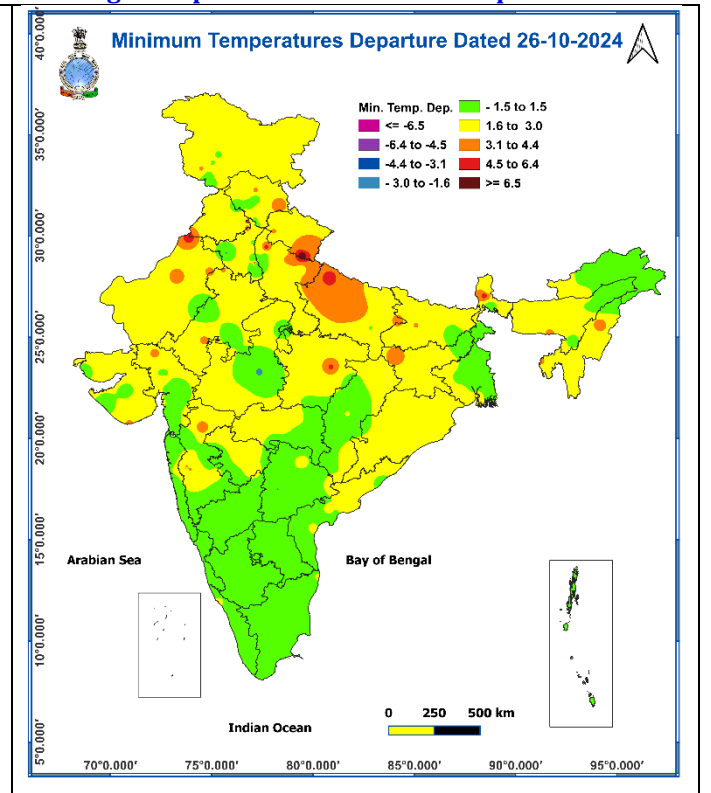 Minimum Temperatures Departure Dated 26-10-2024
Min. Temp. Dep.
- 1.5 to 1.5
<= -6.5
1.6 to 3.0
-6.4 to -4.5
3.1 to 4.4
-4.4 to -3.1
4.5 to 6.4
- 3.0 to -1.6
>= 6.5
40°0.000'
35°0.000'
30°0.000'
25°0.000'
20°0.000'
15°0.000'
10°0.000'
5°0.000'
Arabian Sea
Bay of Bengal
Indian Ocean
0 250 500 km
70°0.000' 75°0.000' 80°0.000' 85°0.000' 90°0.000' 95°0.000'